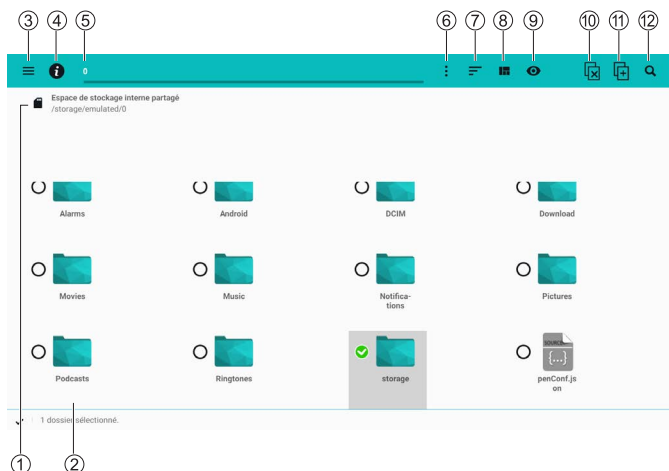 ③ ④ ⑤ ⑥ ⑦ ⑧ ⑨ ⑩ ⑪ ⑫
0
Espace de stockage interne partagé
/storage/emulated/0
Alarms
Android
DCIM
Download
Movies
Music
Notifica-
tions
Pictures
Podcasts
Ringtones
storage
SOURCE
{...}
penConf.js
on
1 dossier sélectionné.
① ②